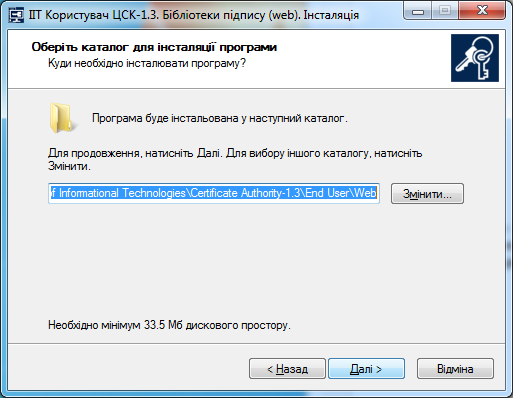 ІІТ Користувач ЦСК-1.3. Бібліотеки підпису (web). Інсталяція
Оберіть каталог для інсталяції програми
Куди необхідно інсталювати програму?
Програма буде інстальована у наступний каталог.
Для продовження, натисніть Далі. Для вибору іншого каталогу, натисніть
Змінити.
of Informational Technologies\Certificate Authority-1.3\End User\Web
Змінити...
Необхідно мінімум 33.5 Мб дискового простору.
< Назад
Далі >
Відміна